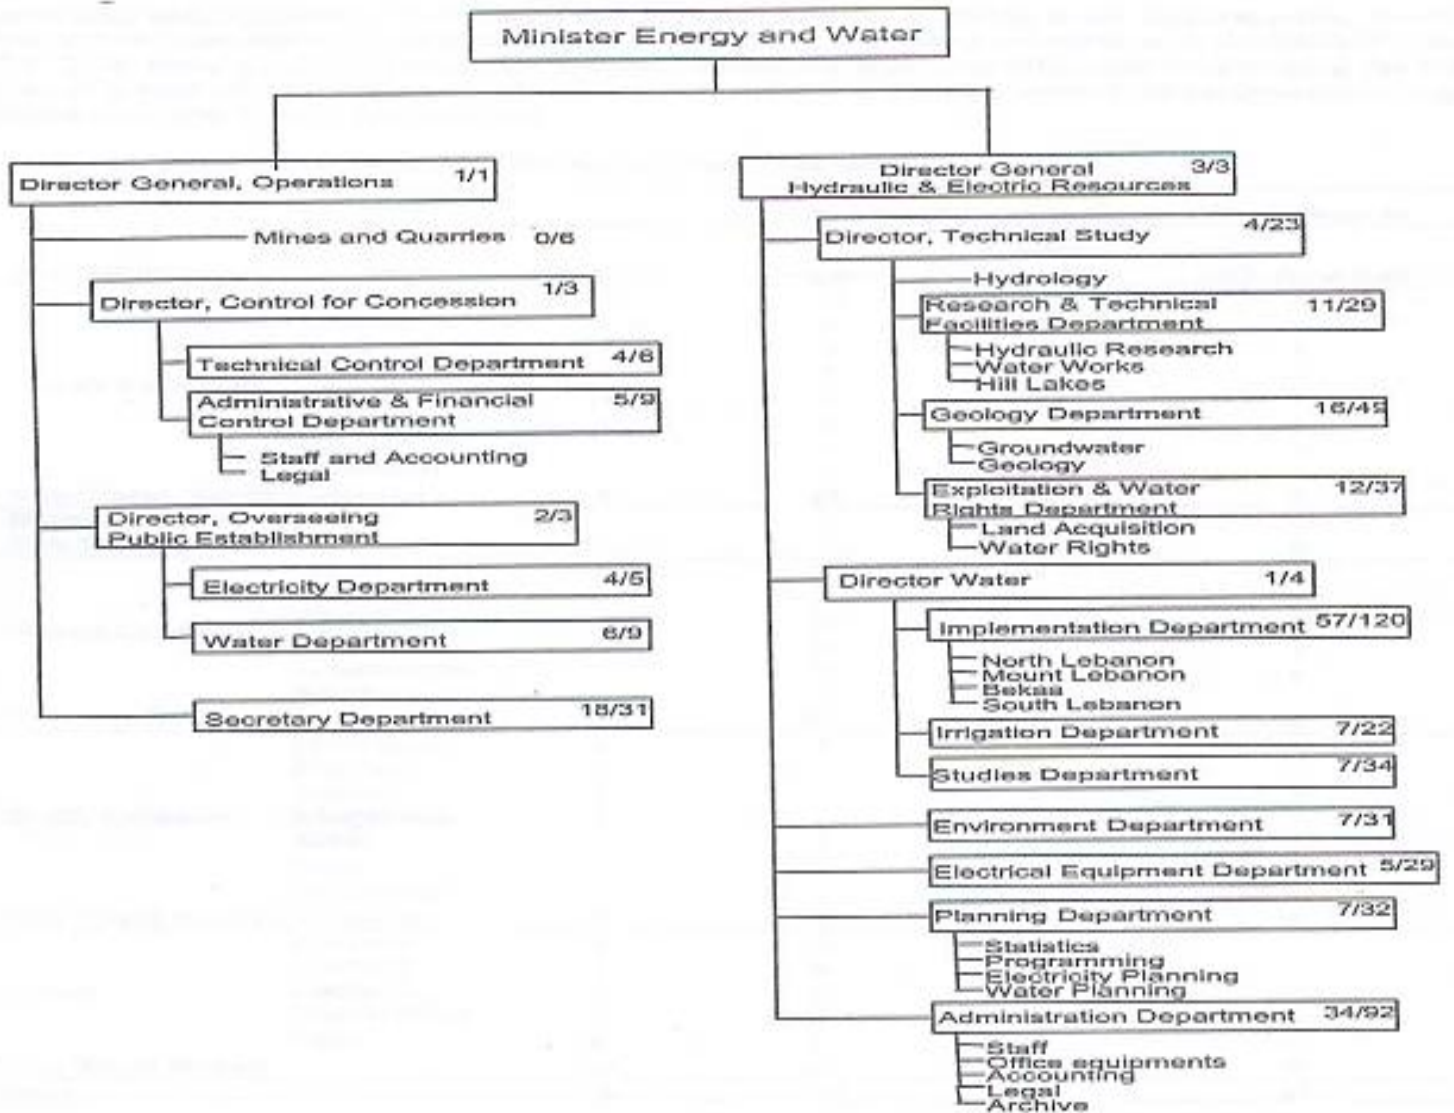 Minister Energy and Water
Director General, Operations 1/1
Mines and Quarries 0/6
Director, Control for Concession 1/3
Technical Control Department 4/6
Administrative & Financial 5/9
Control Department
Staff and Accounting
Legal
Director, Overseeing 2/3
Public Establishment
Electricity Department 4/5
Water Department 6/9
Secretary Department 18/31
Director General 3/3
Hydraulic & Electric Resources
Director, Technical Study 4/23
Hydrology
Research & Technical 11/29
Facilities Department
Hydraulic Research
Water Works
Hill Lakes
Geology Department
Groundwater
Geology
Exploitation & Water 12/37
Rights Department
Land Acquisition
Water Rights
Director Water 1/4
Implementation Department 57/120
North Lebanon
Mount Lebanon
Bekaa
South Lebanon
Irrigation Department 7/22
Studies Department 7/34
Environment Department 7/31
Electrical Equipment Department 5/29
Planning Department 7/32
Statistics
Programming
Electricity Planning
Water Planning
Administration Department 34/92
Staff
Office equipments
Accounting
Legal
Archive